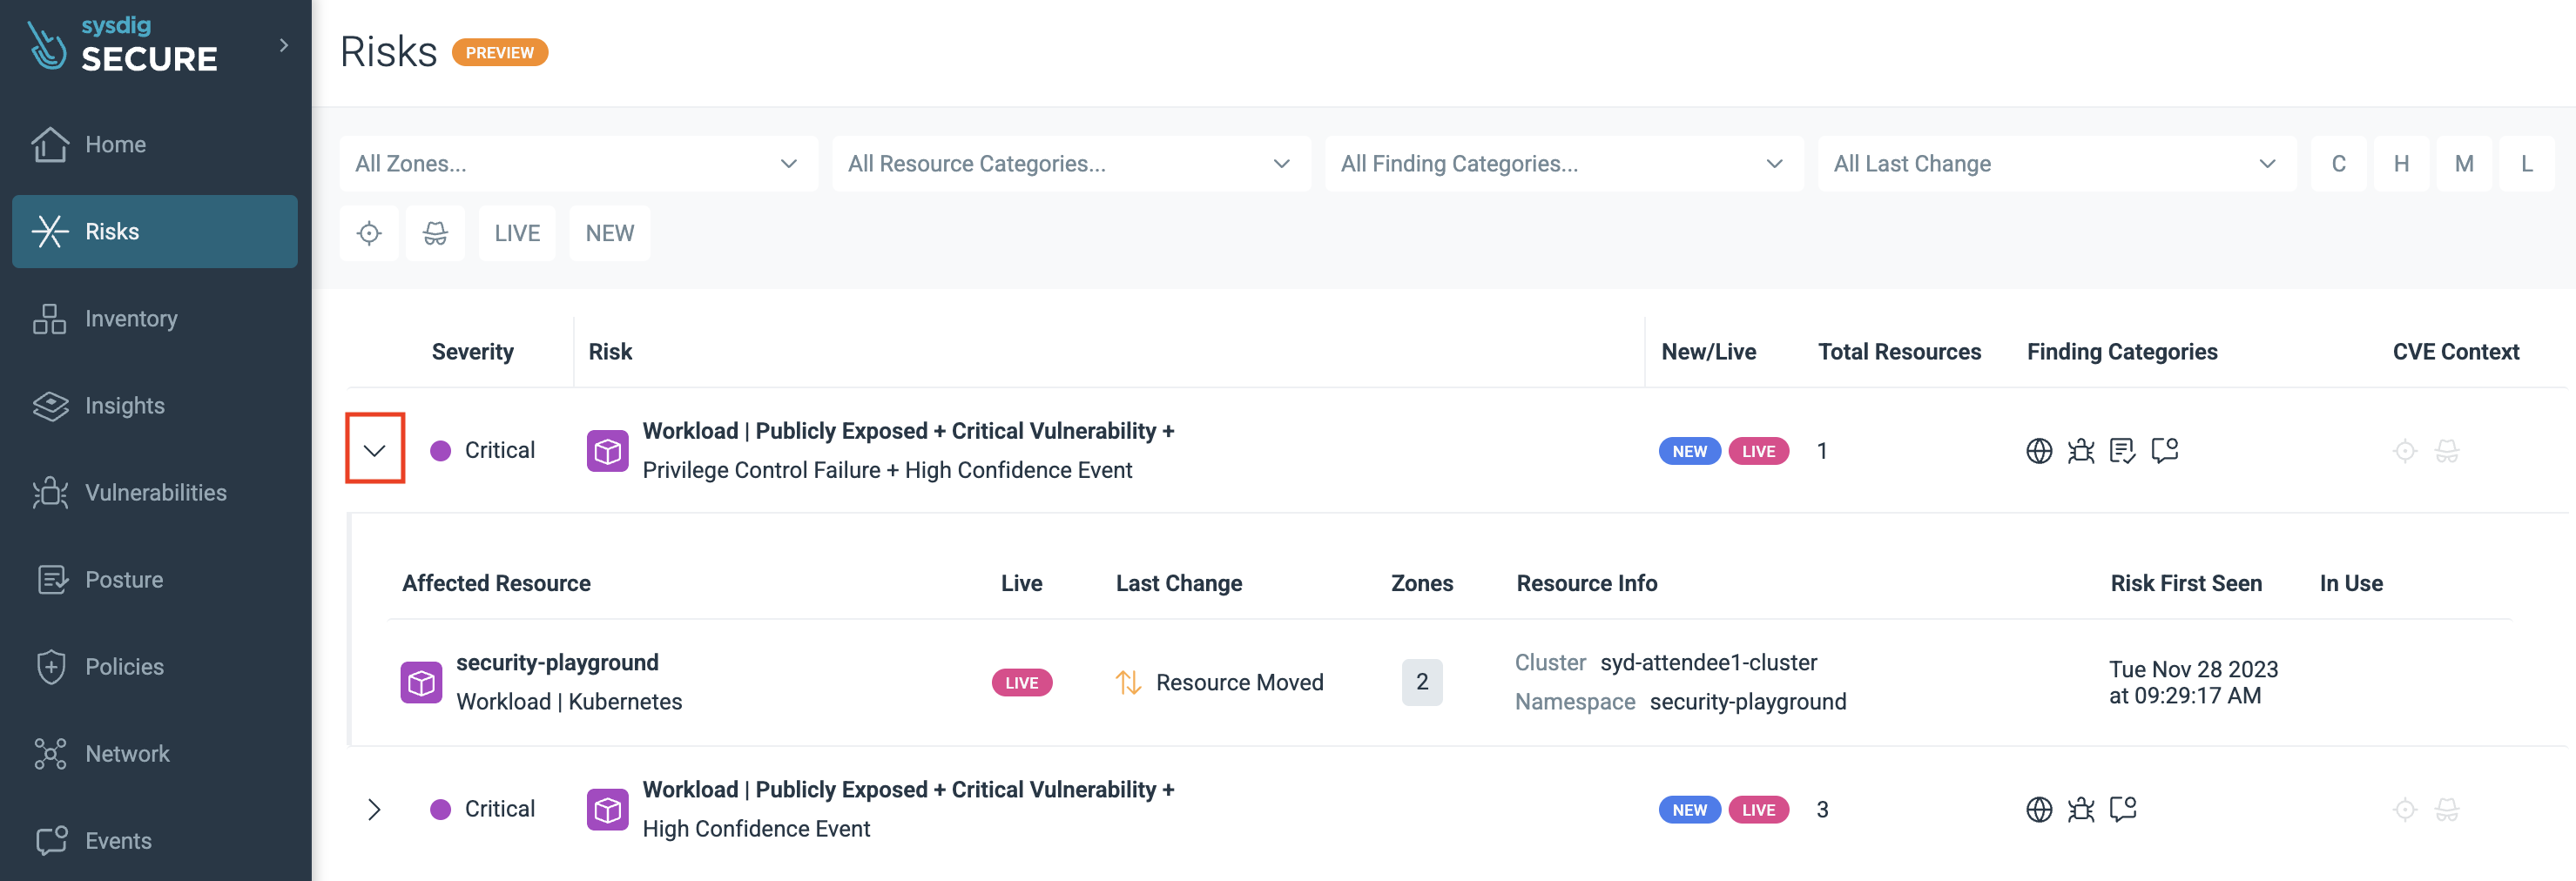 sysdig
SECURE
Home
Risks
Inventory
Insights
Vulnerabilities
Posture
Policies
Network
Events
Risks PREVIEW
All Zones... All Resource Categories... All Finding Categories... All Last Change C H M L
LIVE NEW
Severity Risk New/Live Total Resources Finding Categories CVE Context
Critical Workload | Publicly Exposed + Critical Vulnerability + NEW LIVE 1
Privilege Control Failure + High Confidence Event
Affected Resource Live Last Change Zones Resource Info Risk First Seen In Use
security-playground LIVE Resource Moved 2 Cluster syd-attendee1-cluster Tue Nov 28 2023
Workload | Kubernetes Namespace security-playground at 09:29:17 AM
Critical Workload | Publicly Exposed + Critical Vulnerability + NEW LIVE 3
High Confidence Event